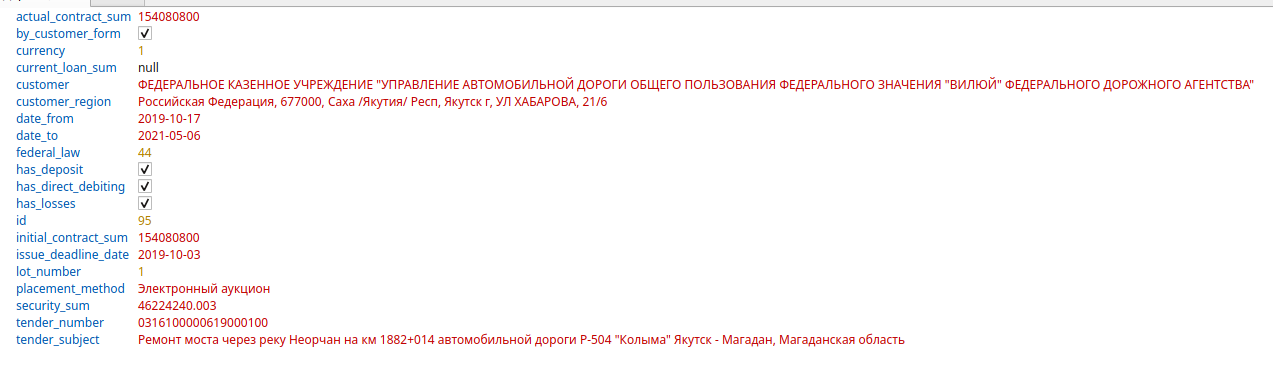 actual_contract_sum 154080800
by_customer_form
currency 1
current_loan_sum null
customer ФЕДЕРАЛЬНОЕ КАЗЕННОЕ УЧРЕЖДЕНИЕ "УПРАВЛЕНИЕ АВТОМОБИЛЬНОЙ ДОРОГИ ОБЩЕГО ПОЛЬЗОВАНИЯ ФЕДЕРАЛЬНОГО ЗНАЧЕНИЯ "ВИЛЮЙ" ФЕДЕРАЛЬНОГО ДОРОЖНОГО АГЕНТСТВА"
customer_region Российская Федерация, 677000, Саха /Якутия/ Респ, Якутск г, УЛ ХАБАРОВА, 21/6
date_from 2019-10-17
date_to 2021-05-06
federal_law 44
has_deposit
has_direct_debiting
has_losses
id 95
initial_contract_sum 154080800
issue_deadline_date 2019-10-03
lot_number 1
placement_method Электронный аукцион
security_sum 46224240.003
tender_number 0316100000619000100
tender_subject Ремонт моста через реку Неорчан на км 1882+014 автомобильной дороги Р-504 "Колыма" Якутск - Магадан, Магаданская область